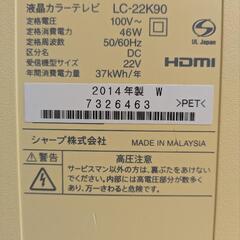 液晶カラーテレビ LC-22K90
定格電圧 100V～
定格消費電力 46W
定格周波数 50/60Hz
区分名 DC
受信機型サイズ 22V
年間消費電力量 37kWh/年
UL Japan
HDMI
2014年製 W
7326463
>PET<
シャープ株式会社 MADE IN MALAYSIA
高圧注意
サービスマン以外の方は、裏ぶたをあけないでください。
内部には高電圧部分が数多くあり、万一さわると危険です。